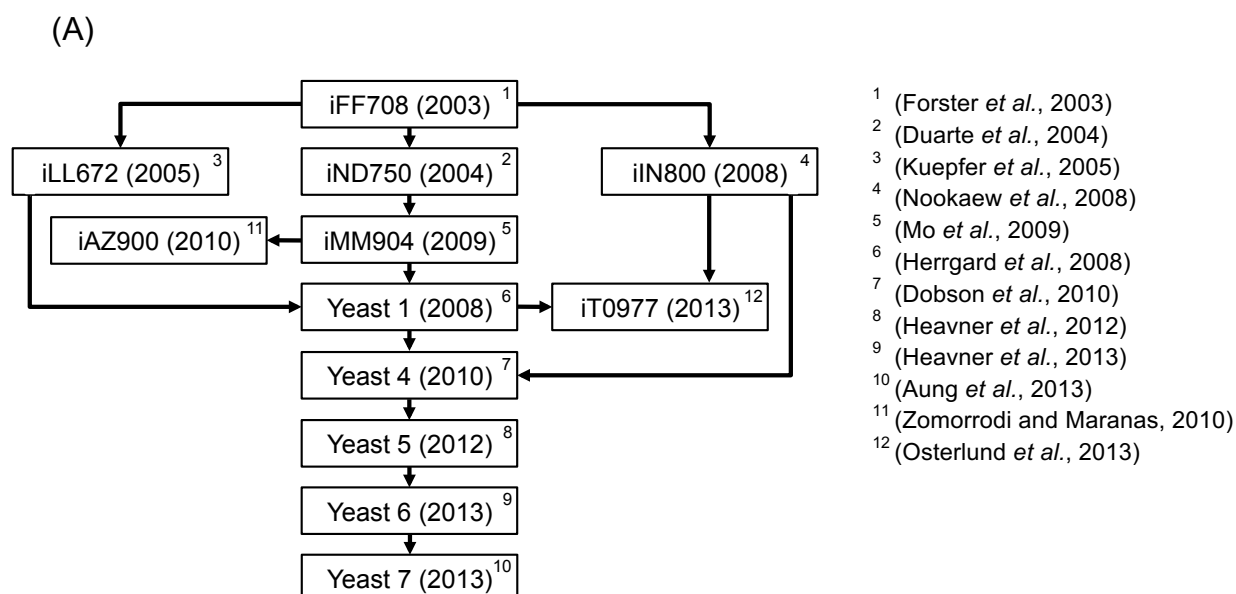 (A)
iFF708 (2003) 1
iLL672 (2005) 3
iND750 (2004) 2
iIN800 (2008) 4
iAZ900 (2010) 11
iMM904 (2009) 5
Yeast 1 (2008) 6
iT0977 (2013) 12
Yeast 4 (2010) 7
Yeast 5 (2012) 8
Yeast 6 (2013) 9
Yeast 7 (2013) 10
1 (Forster et al., 2003)
2 (Duarte et al., 2004)
3 (Kuepfer et al., 2005)
4 (Nookaew et al., 2008)
5 (Mo et al., 2009)
6 (Herrgard et al., 2008)
7 (Dobson et al., 2010)
8 (Heavner et al., 2012)
9 (Heavner et al., 2013)
10 (Aung et al., 2013)
11 (Zomorrodi and Maranas, 2010)
12 (Osterlund et al., 2013)